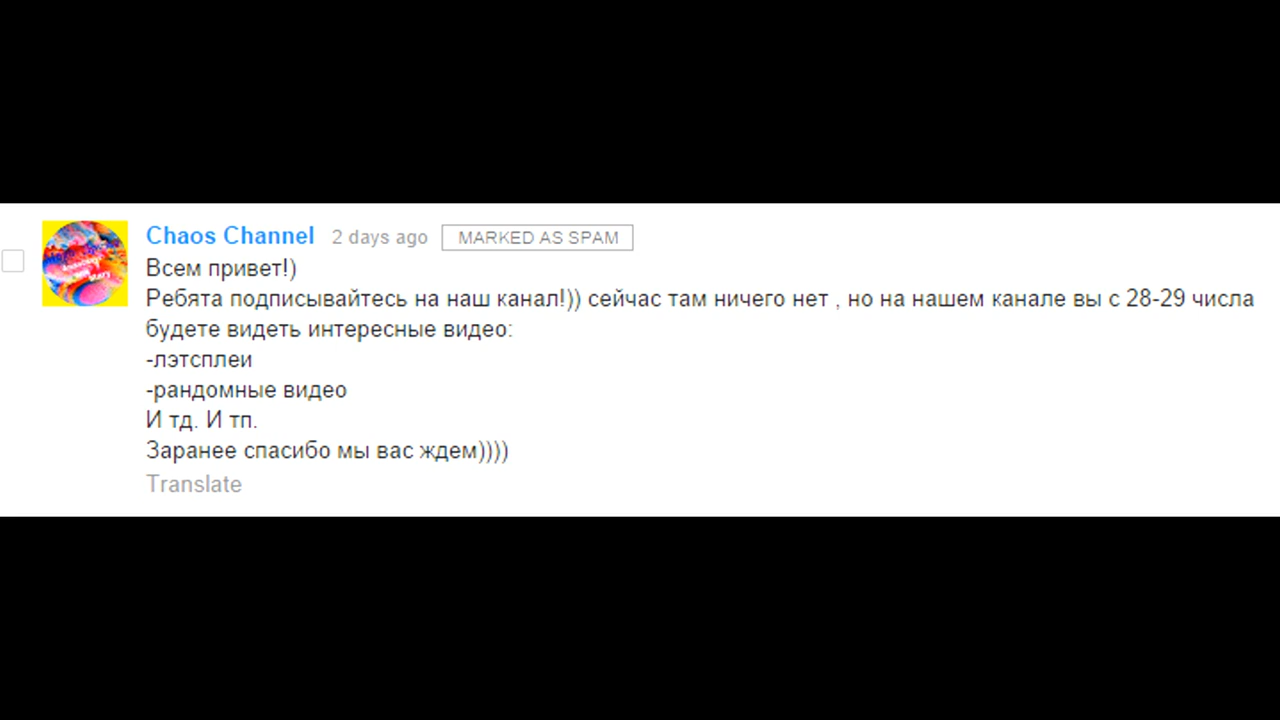 Chaos Channel 2 days ago MARKED AS SPAM
Всем привет!)
Ребята подписывайтесь на наш канал!)) сейчас там ничего нет , но на нашем канале вы с 28-29 числа
будете видеть интересные видео:
-лэтсплеи
-рандомные видео
И тд. И тп.
Заранее спасибо мы вас ждем))))
Translate